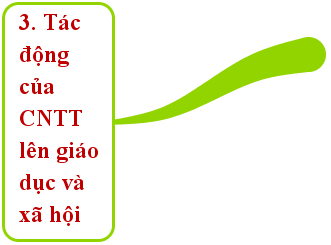 3. Tác
động
của
CNTT
lên giáo
dục và
xã hội